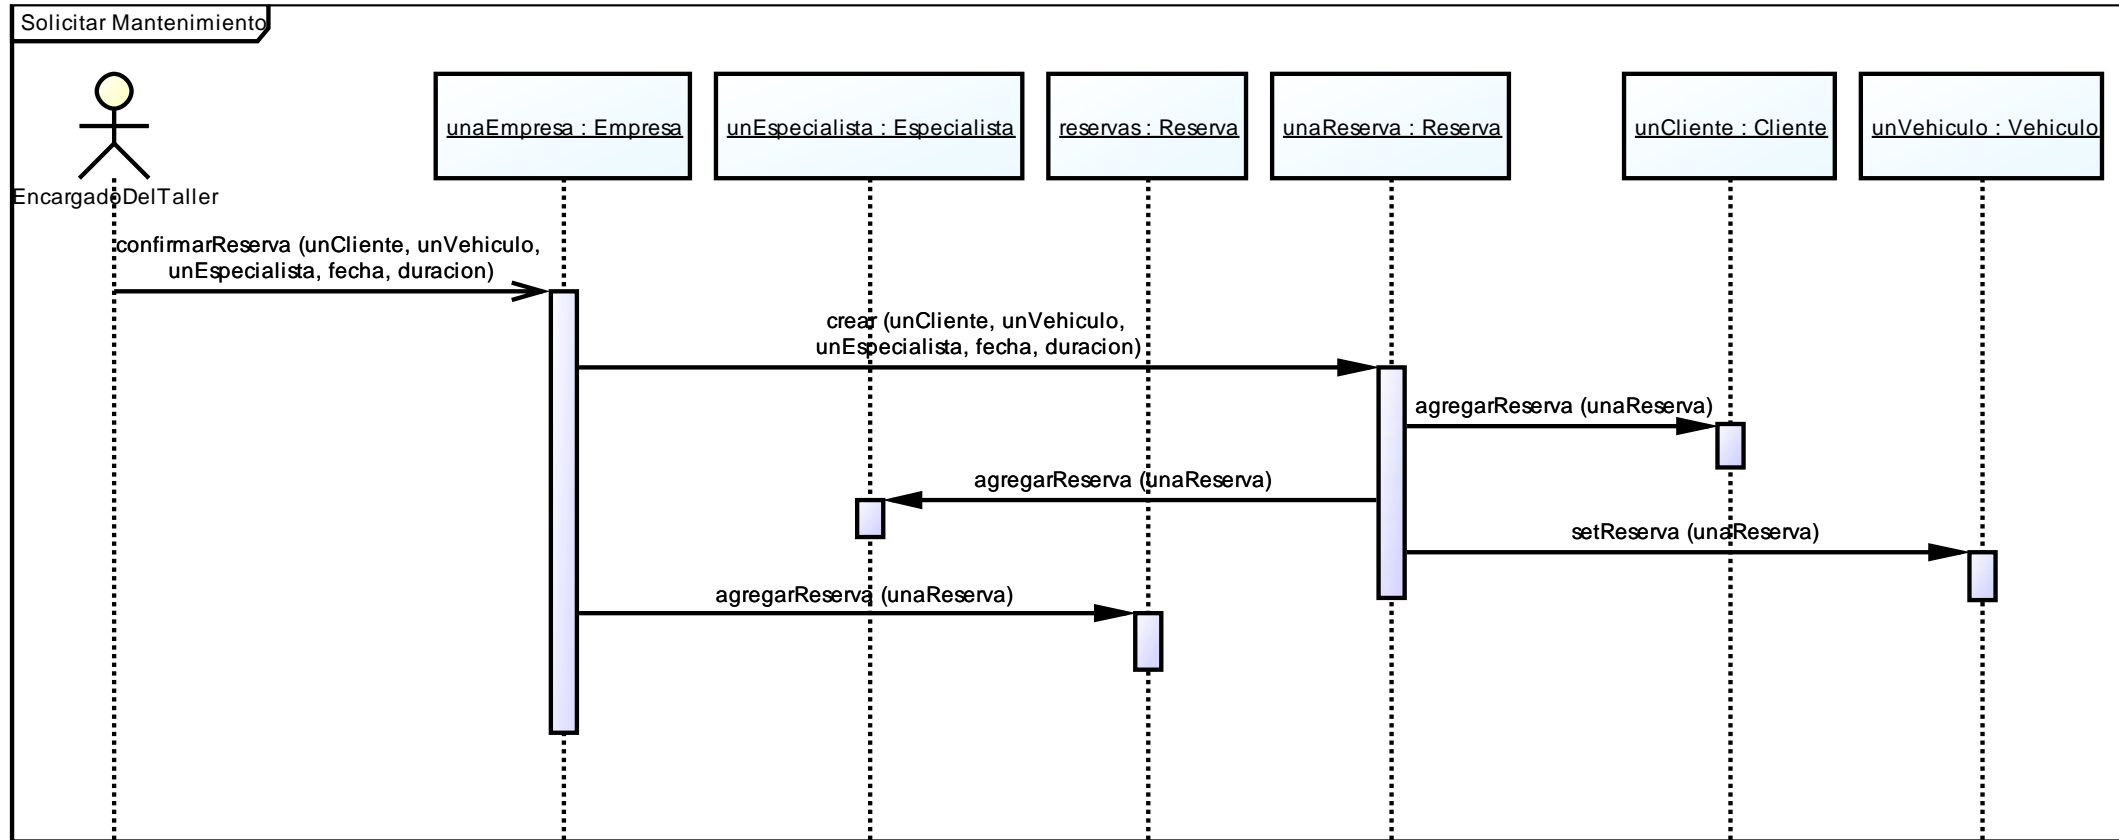 Solicitar Mantenimiento
unaEmpresa : Empresa
unEspecialista : Especialista
reservas : Reserva
unaReserva : Reserva
unCliente : Cliente
unVehiculo : Vehiculo
EncargadoDelTaller
confirmarReserva (unCliente, unVehiculo,
unEspecialista, fecha, duracion)
crear (unCliente, unVehiculo,
unEspecialista, fecha, duracion)
agregarReserva (unaReserva)
agregarReserva (unaReserva)
setReserva (unaReserva)
agregarReserva (unaReserva)